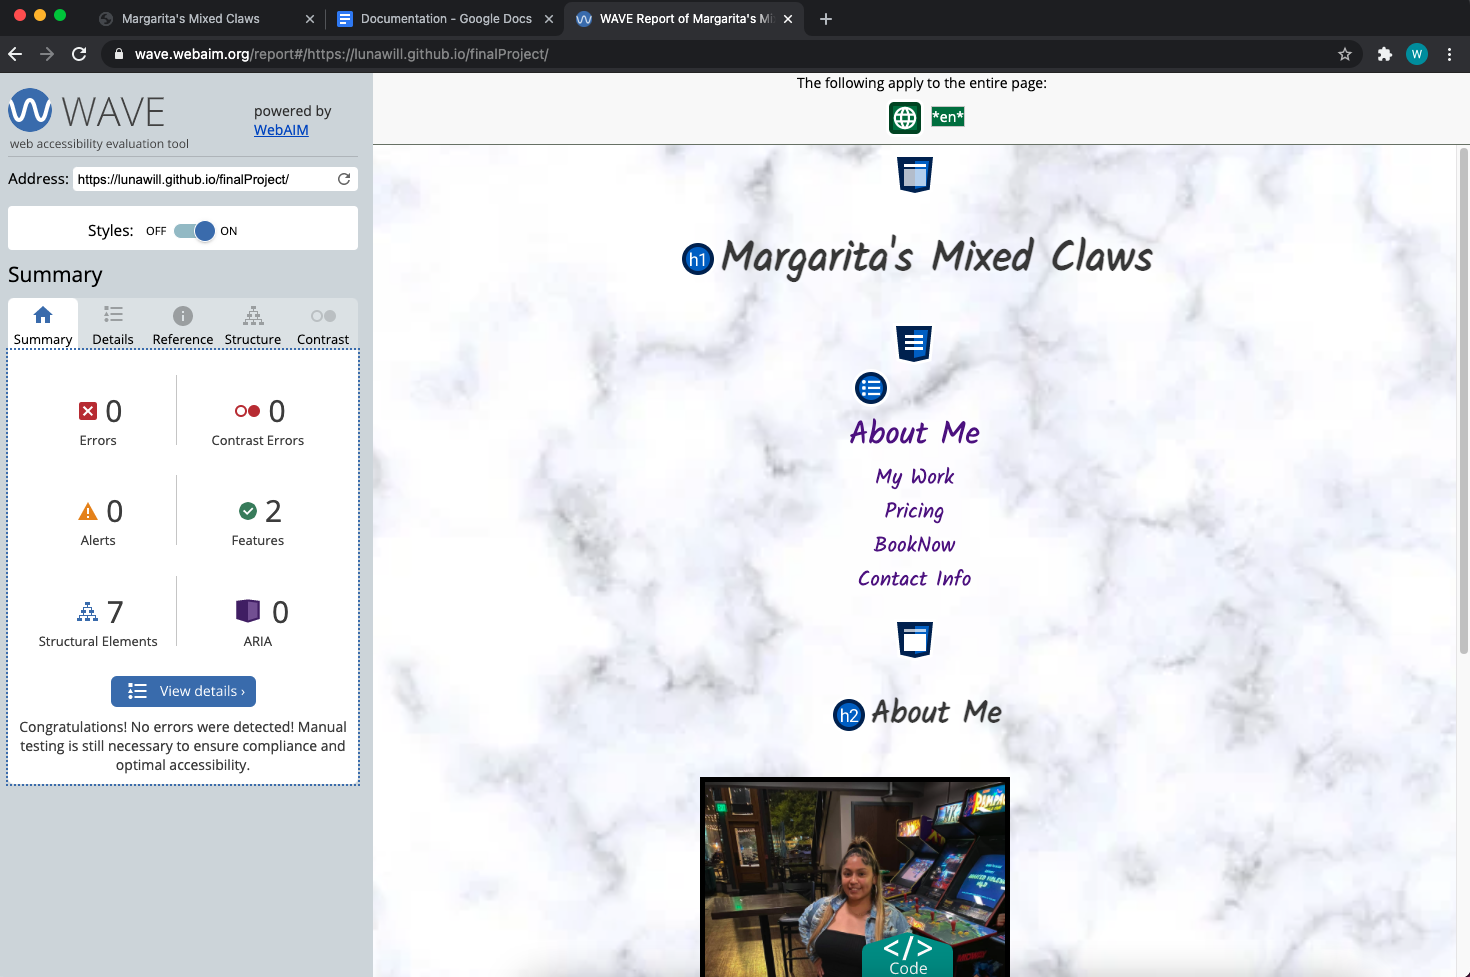 Margarita's Mixed Claws
Documentation - Google Docs
WAVE Report of Margarita's Mi
wave.webaim.org/report#/https://lunawill.github.io/finalProject/
W
The following apply to the entire page:
*en*
WAVE
powered by
WebAIM
web accessibility evaluation tool
Address: https://lunawill.github.io/finalProject/
Styles: OFF ON
Summary
Summary Details Reference Structure Contrast
0 0
Errors Contrast Errors
0 2
Alerts Features
7 0
Structural Elements ARIA
View details ›
Congratulations! No errors were detected! Manual
testing is still necessary to ensure compliance and
optimal accessibility.
h1 Margarita's Mixed Claws
About Me
My Work
Pricing
BookNow
Contact Info
h2 About Me
</>
Code